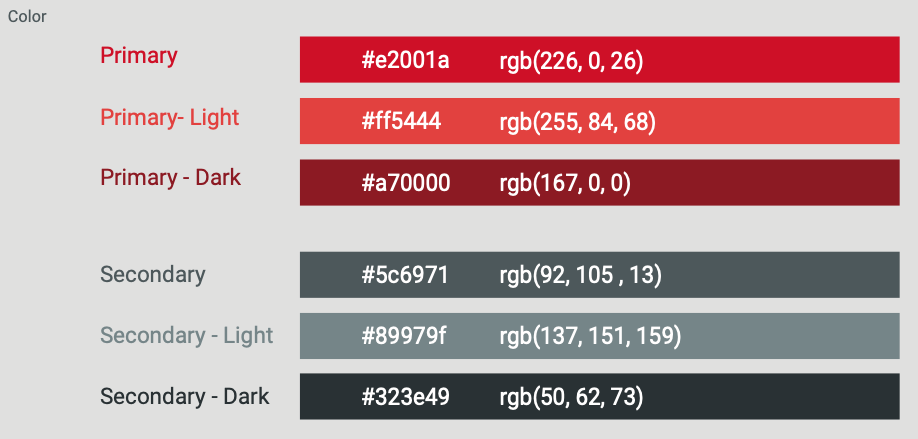 Color
Primary #e2001a rgb(226, 0, 26)
Primary- Light #ff5444 rgb(255, 84, 68)
Primary - Dark #a70000 rgb(167, 0, 0)
Secondary #5c6971 rgb(92, 105 , 13)
Secondary - Light #89979f rgb(137, 151, 159)
Secondary - Dark #323e49 rgb(50, 62, 73)